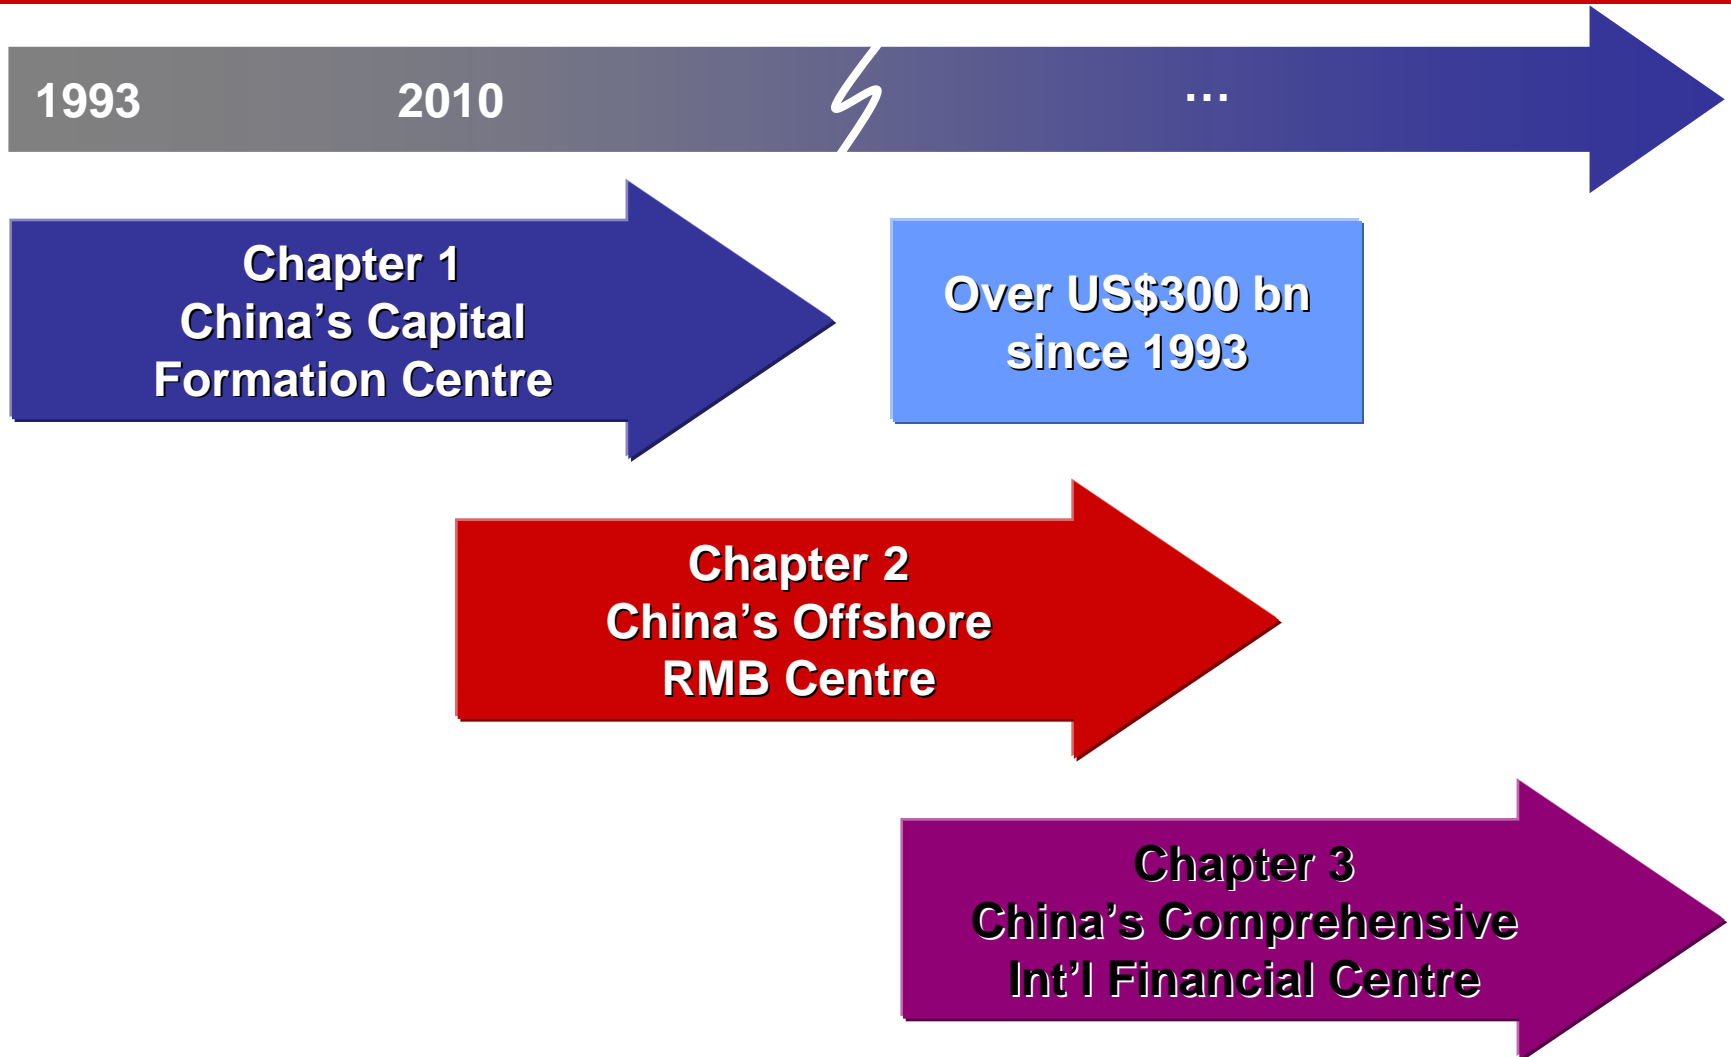 1993 2010 ...
Chapter 1
China’s Capital
Formation Centre
Over US$300 bn
since 1993
Chapter 2
China’s Offshore
RMB Centre
Chapter 3
China’s Comprehensive
Int’l Financial Centre